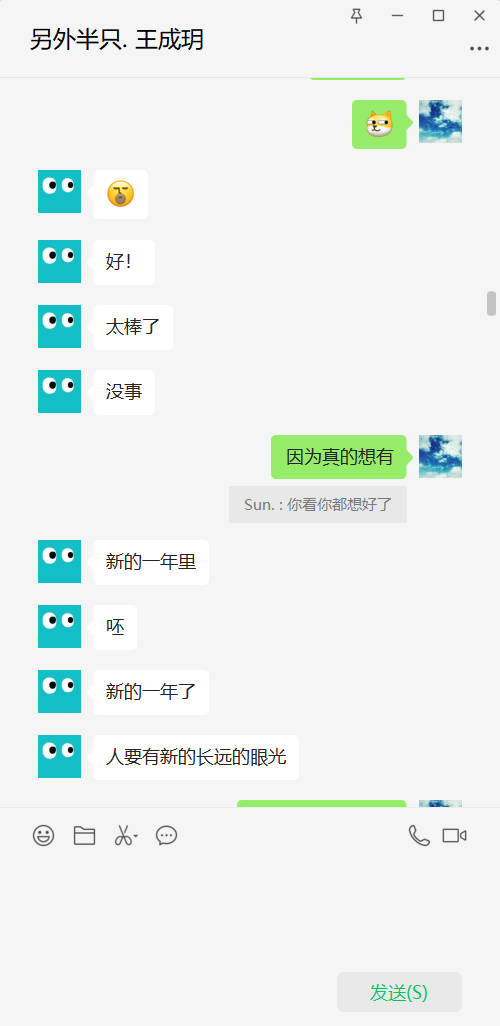 另外半只. 王成玥
好!
太棒了
没事
因为真的想有
Sun. : 你看你都想好了
新的一年里
呸
新的一年了
人要有新的长远的眼光
发送(S)